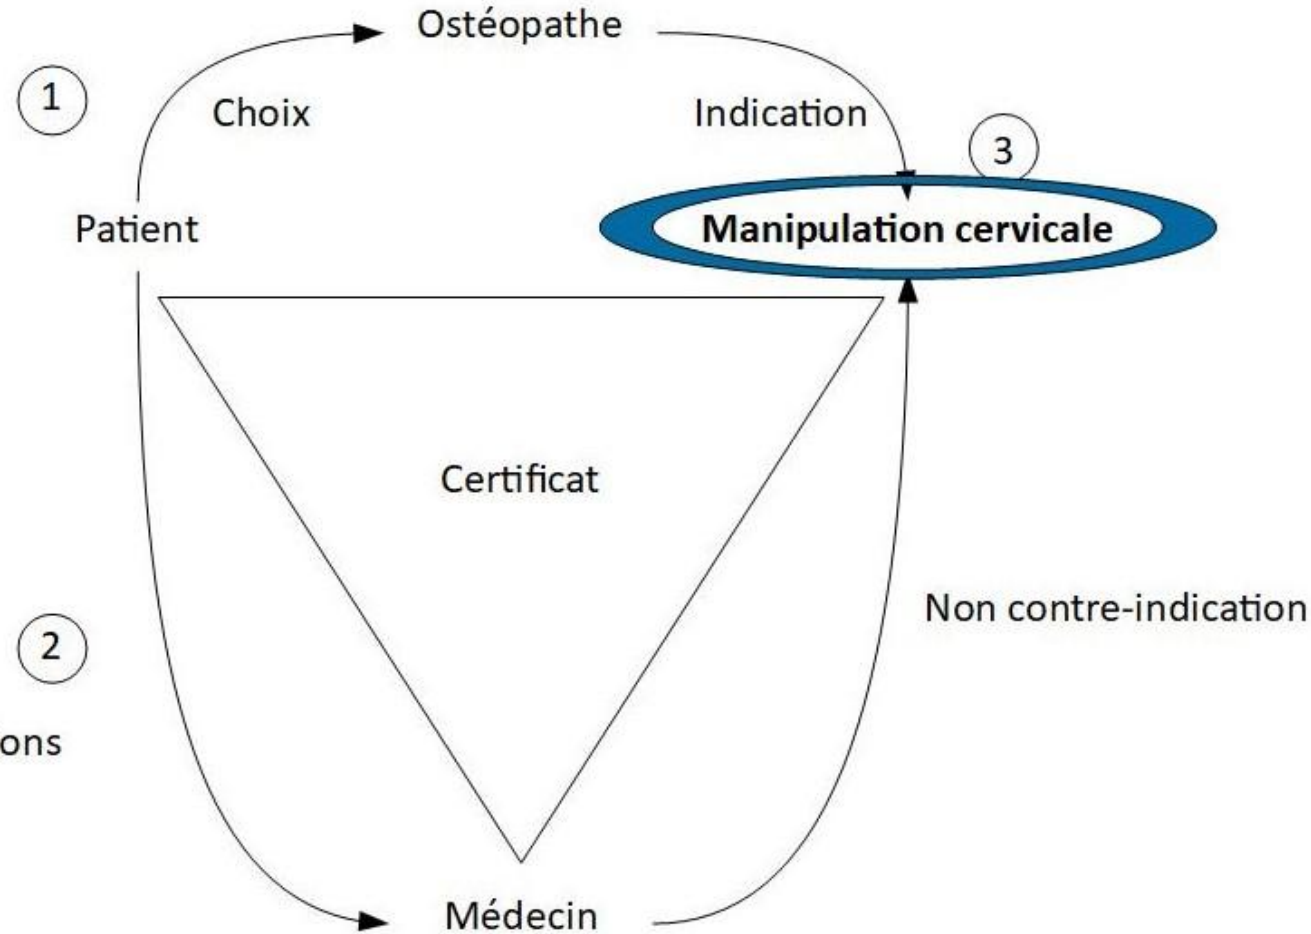 Ostéopathe
1
Choix
Indication
3
Patient
Manipulation cervicale
Certificat
Non contre-indication
2
ons
Médecin